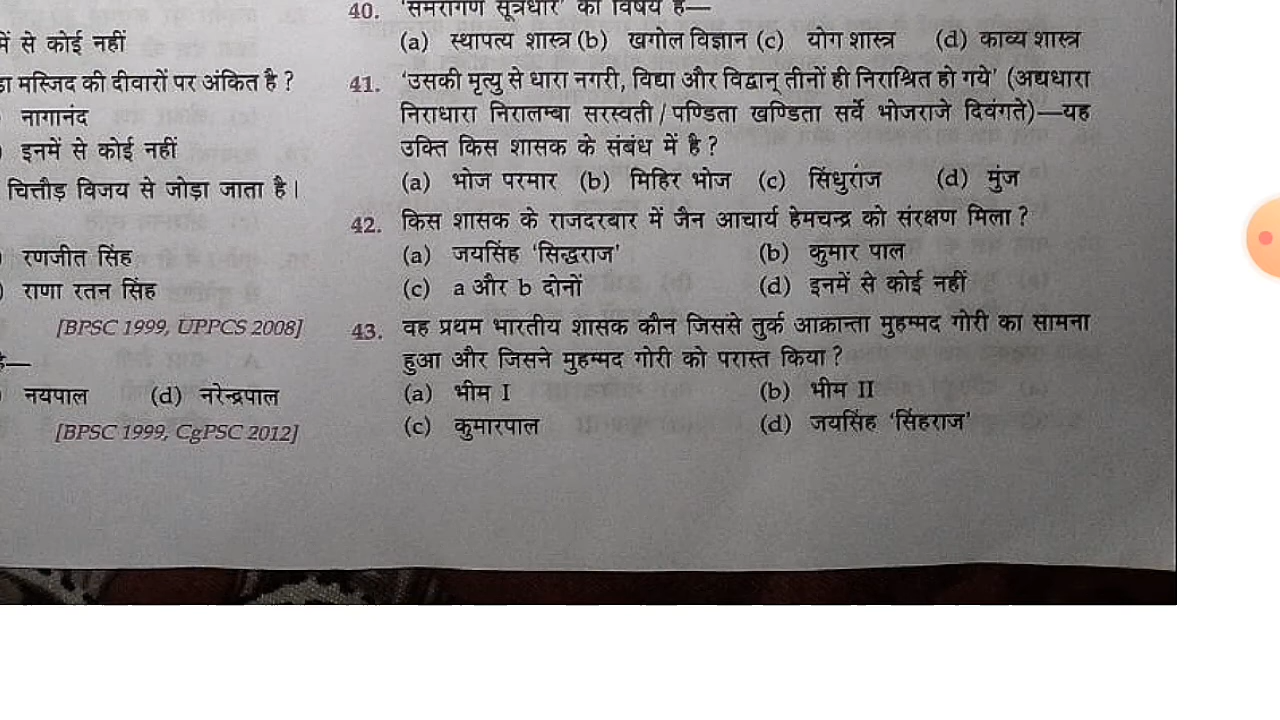 में से कोई नहीं
ड़ा मस्जिद की दीवारों पर अंकित है ?
नागानंद
इनमें से कोई नहीं
चित्तौड़ विजय से जोड़ा जाता है।
रणजीत सिंह
राणा रतन सिंह
[BPSC 1999, UPPCS 2008]
है—
नयपाल (d) नरेन्द्रपाल
[BPSC 1999, CgPSC 2012]
40. 'समरांगण सूत्रधार' का विषय है—
(a) स्थापत्य शास्त्र (b) खगोल विज्ञान (c) योग शास्त्र (d) काव्य शास्त्र
41. 'उसकी मृत्यु से धारा नगरी, विद्या और विद्वान् तीनों ही निराश्रित हो गये' (अद्यधारा
निराधारा निरालम्बा सरस्वती / पण्डिता खण्डिता सर्वे भोजराजे दिवंगते)—यह
उक्ति किस शासक के संबंध में है ?
(a) भोज परमार (b) मिहिर भोज (c) सिंधुराज (d) मुंज
42. किस शासक के राजदरबार में जैन आचार्य हेमचन्द्र को संरक्षण मिला ?
(a) जयसिंह 'सिद्धराज' (b) कुमार पाल
(c) a और b दोनों (d) इनमें से कोई नहीं
43. वह प्रथम भारतीय शासक कौन जिससे तुर्क आक्रान्ता मुहम्मद गोरी का सामना
हुआ और जिसने मुहम्मद गोरी को परास्त किया ?
(a) भीम I (b) भीम II
(c) कुमारपाल (d) जयसिंह 'सिंहराज'